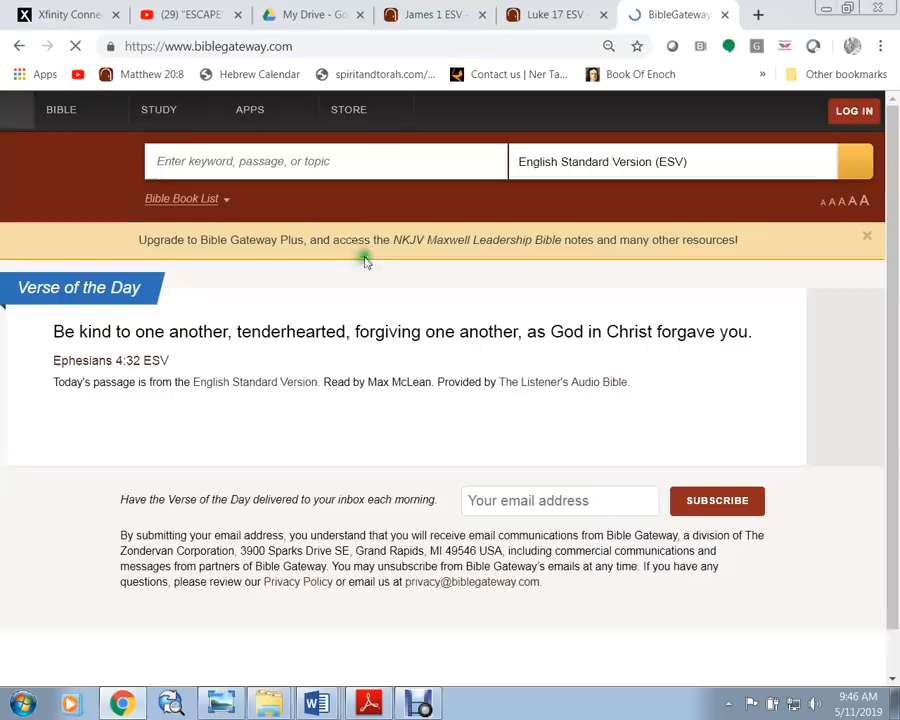 Xfinity Conne
(29) "ESCAPE"
My Drive - Go
James 1 ESV -
Luke 17 ESV -
BibleGateway
https://www.biblegateway.com
Apps
Matthew 20:8
Hebrew Calendar
spiritandtorah.com/...
Contact us | Ner Ta...
Book Of Enoch
»
Other bookmarks
BIBLE
STUDY
APPS
STORE
LOG IN
Enter keyword, passage, or topic
English Standard Version (ESV)
Bible Book List
A A A A A
Upgrade to Bible Gateway Plus, and access the NKJV Maxwell Leadership Bible notes and many other resources!
Verse of the Day
Be kind to one another, tenderhearted, forgiving one another, as God in Christ forgave you.
Ephesians 4:32 ESV
Today's passage is from the English Standard Version. Read by Max McLean. Provided by The Listener's Audio Bible.
Have the Verse of the Day delivered to your inbox each morning.
Your email address
SUBSCRIBE
By submitting your email address, you understand that you will receive email communications from Bible Gateway, a division of The
Zondervan Corporation, 3900 Sparks Drive SE, Grand Rapids, MI 49546 USA, including commercial communications and
messages from partners of Bible Gateway. You may unsubscribe from Bible Gateway's emails at any time. If you have any
questions, please review our Privacy Policy or email us at privacy@biblegateway.com.
9:46 AM
5/11/2019